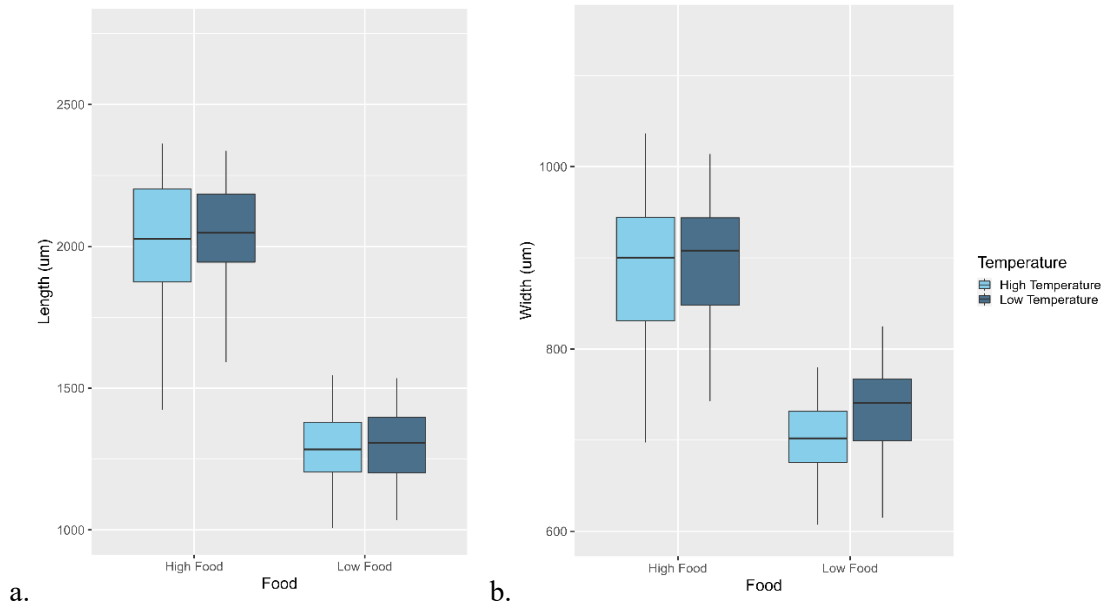 2500
2000
1500
1000
Length (um)
High Food
Low Food
Food
a.
1000
800
600
Width (um)
High Food
Low Food
Food
b.
Temperature
High Temperature
Low Temperature